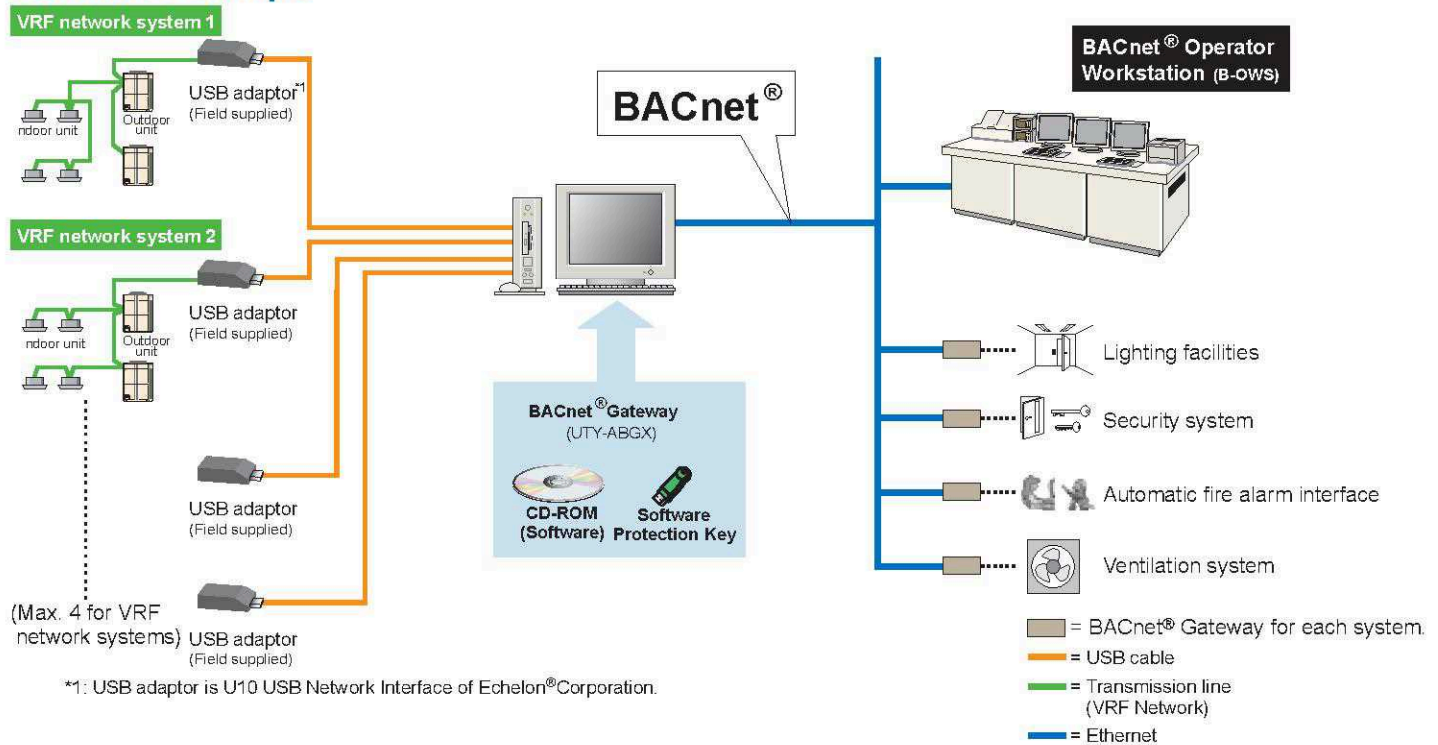 VRF network system 1
USB adaptor*1
(Field supplied)
ndoor unit
Outdoor
unit
VRF network system 2
USB adaptor
(Field supplied)
ndoor unit
Outdoor
unit
USB adaptor
(Field supplied)
(Max. 4 for VRF
network systems)
USB adaptor
(Field supplied)
*1: USB adaptor is U10 USB Network Interface of Echelon®Corporation.
BACnet®
BACnet®Gateway
(UTY-ABGX)
CD-ROM
(Software)
Software
Protection Key
BACnet® Operator
Workstation (B-OWS)
Lighting facilities
Security system
Automatic fire alarm interface
Ventilation system
= BACnet® Gateway for each system.
= USB cable
= Transmission line
(VRF Network)
= Ethernet